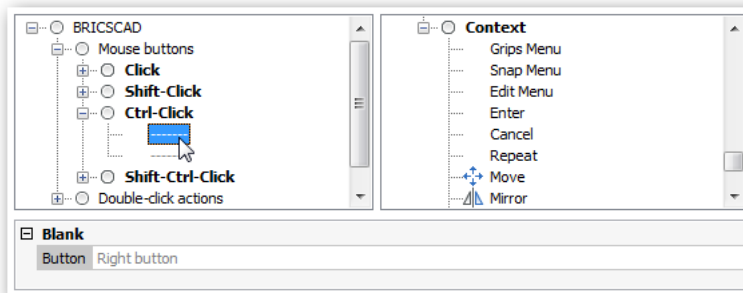 BRICSCAD
Mouse buttons
Click
Shift-Click
Ctrl-Click
Shift-Ctrl-Click
Double-click actions
Context
Grips Menu
Snap Menu
Edit Menu
Enter
Cancel
Repeat
Move
Mirror
Blank
Button Right button